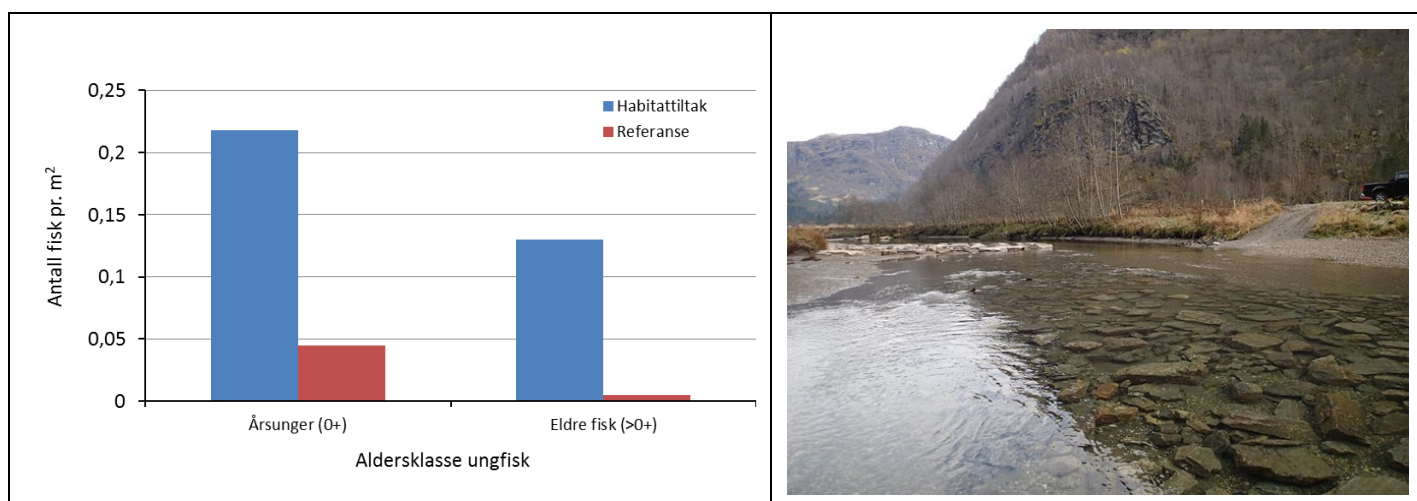 0,25
0,2
0,15
0,1
0,05
0
Antall fisk pr. m²
Habitattiltak
Referanse
Årsunger (0+)
Eldre fisk (>0+)
Aldersklasse ungfisk